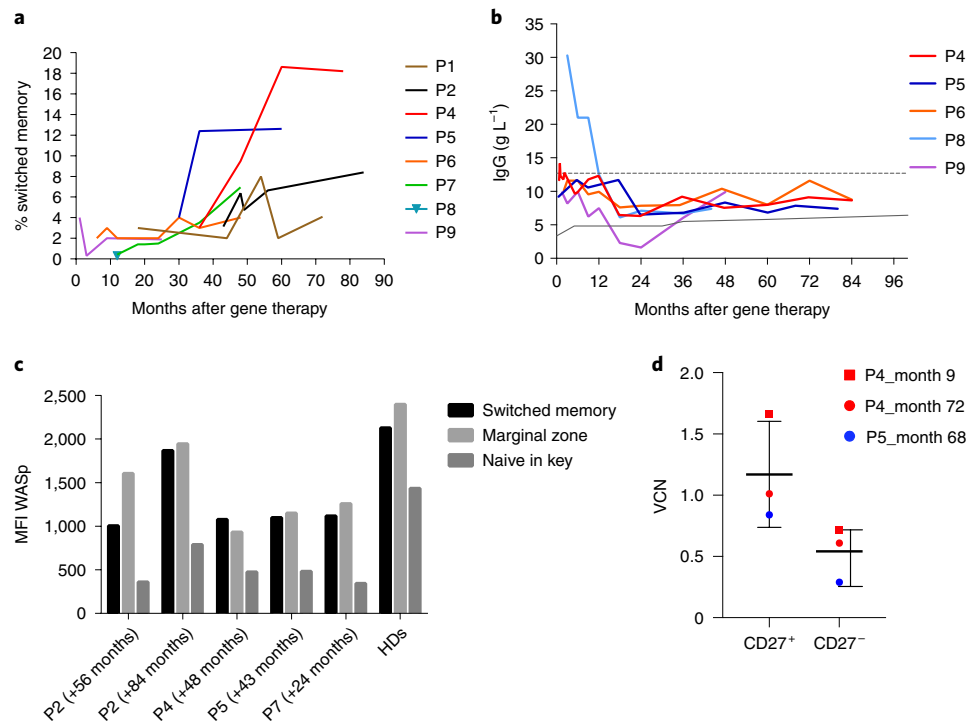 a
20
18
16
14
12
10
8
6
4
2
0
% switched memory
0 10 20 30 40 50 60 70 80 90
Months after gene therapy
P1
P2
P4
P5
P6
P7
P8
P9
b
35
30
25
20
15
10
5
0
IgG (g L⁻¹)
0 12 24 36 48 60 72 84 96
Months after gene therapy
P4
P5
P6
P8
P9
c
2,500
2,000
1,500
1,000
500
0
MFI WASp
P2 (+56 months)
P2 (+84 months)
P4 (+48 months)
P5 (+43 months)
P7 (+24 months)
HDs
Switched memory
Marginal zone
Naive in key
d
2.0
1.5
1.0
0.5
0
VCN
CD27⁺ CD27⁻
P4_month 9
P4_month 72
P5_month 68